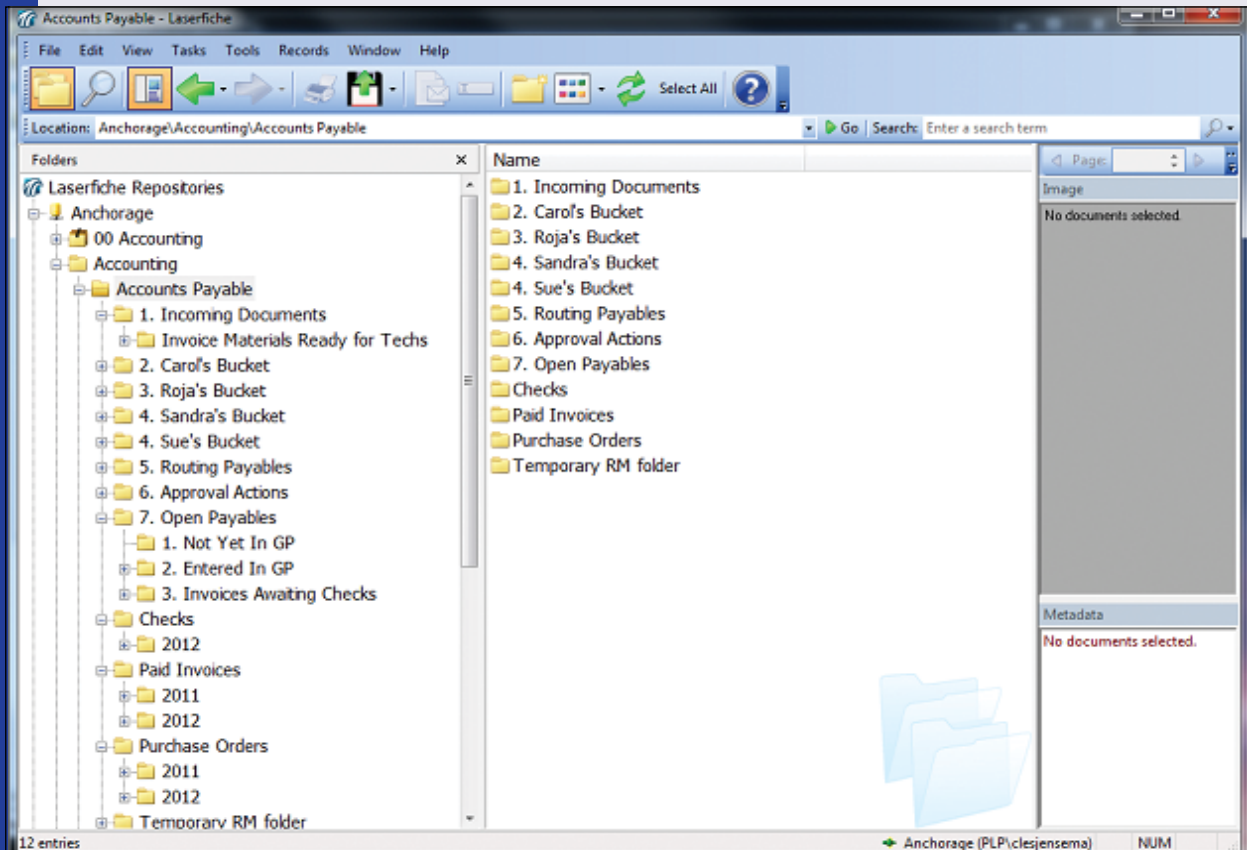 Accounts Payable - Laserfiche
File Edit View Tasks Tools Records Window Help
Select All
Location: Anchorage\Accounting\Accounts Payable Go Search: Enter a search term
Folders
Laserfiche Repositories
Anchorage
00 Accounting
Accounting
Accounts Payable
1. Incoming Documents
Invoice Materials Ready for Techs
2. Carol's Bucket
3. Roja's Bucket
4. Sandra's Bucket
4. Sue's Bucket
5. Routing Payables
6. Approval Actions
7. Open Payables
1. Not Yet In GP
2. Entered In GP
3. Invoices Awaiting Checks
Checks
2012
Paid Invoices
2011
2012
Purchase Orders
2011
2012
Temporary RM folder
Name
1. Incoming Documents
2. Carol's Bucket
3. Roja's Bucket
4. Sandra's Bucket
4. Sue's Bucket
5. Routing Payables
6. Approval Actions
7. Open Payables
Checks
Paid Invoices
Purchase Orders
Temporary RM folder
Page:
Image
No documents selected.
Metadata
No documents selected.
12 entries Anchorage (PLP\clesjensema) NUM